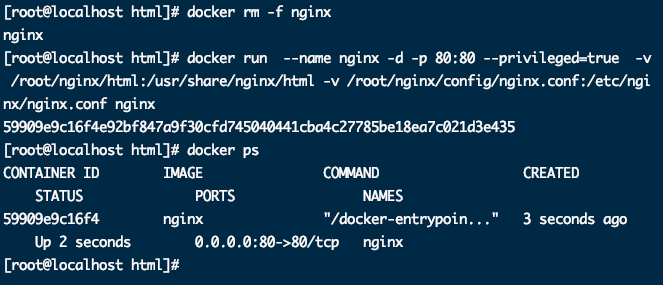 [root@localhost html]# docker rm -f nginx
nginx
[root@localhost html]# docker run  --name nginx -d -p 80:80 --privileged=true  -v
 /root/nginx/html:/usr/share/nginx/html -v /root/nginx/config/nginx.conf:/etc/ngi
nx/nginx.conf nginx
59909e9c16f4e92bf847a9f30cfd745040441cba4c27785be18ea7c021d3e435
[root@localhost html]# docker ps
CONTAINER ID        IMAGE               COMMAND                  CREATED
    STATUS              PORTS                NAMES
59909e9c16f4        nginx               "/docker-entrypoin..."   3 seconds ago
    Up 2 seconds        0.0.0.0:80->80/tcp   nginx
[root@localhost html]#